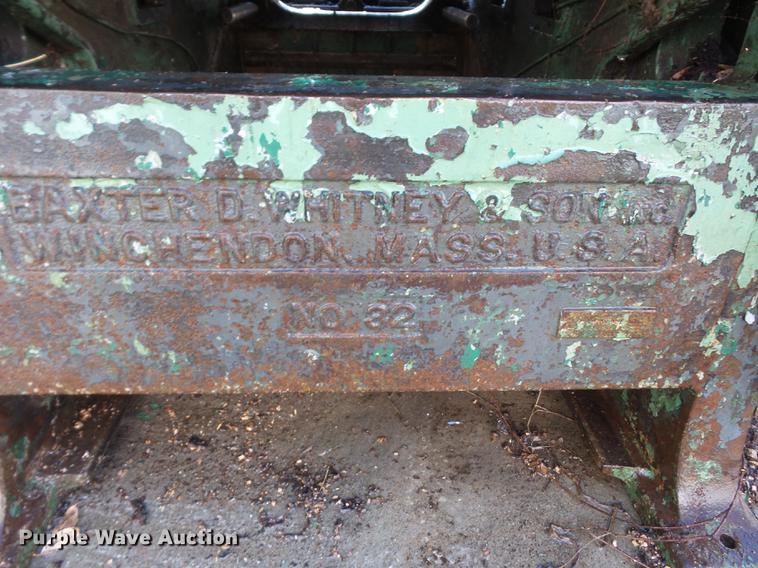 BAXTER D. WHITNEY & SON INC
WINCHENDON, MASS. U.S.A.
NO. 32
Purple Wave Auction